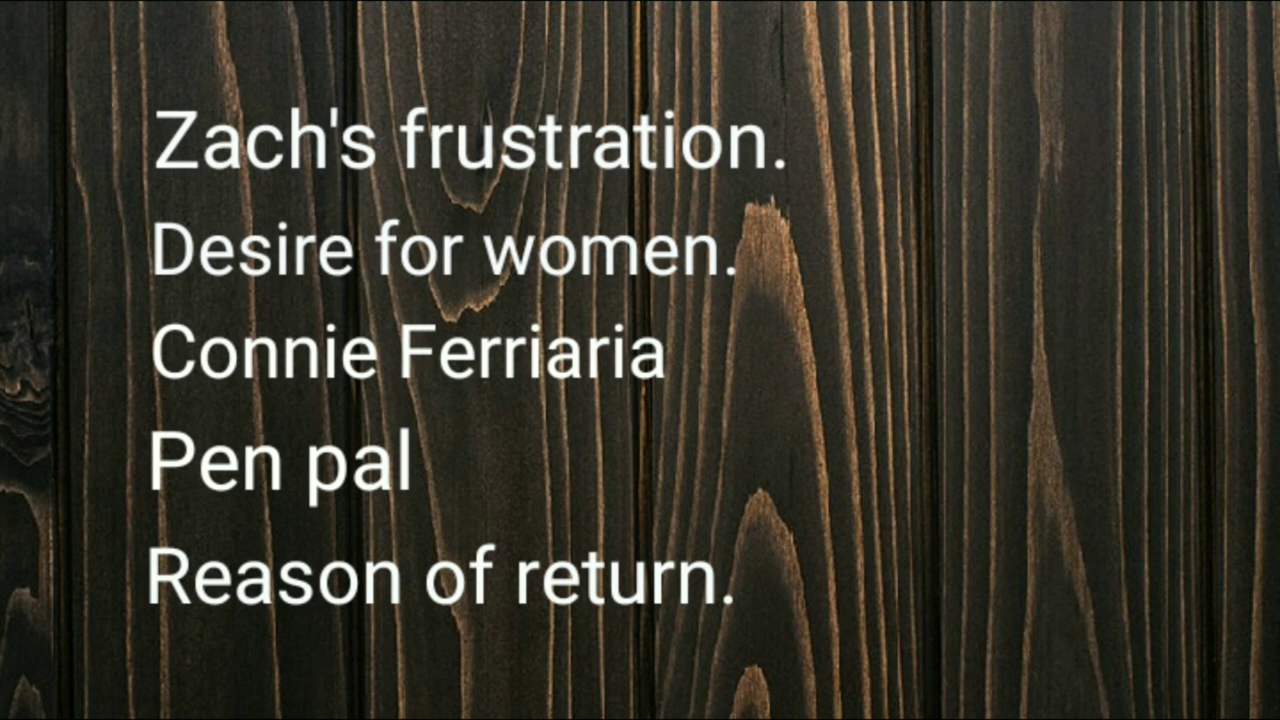 Zach's frustration.
Desire for women.
Connie Ferriaria
Pen pal
Reason of return.